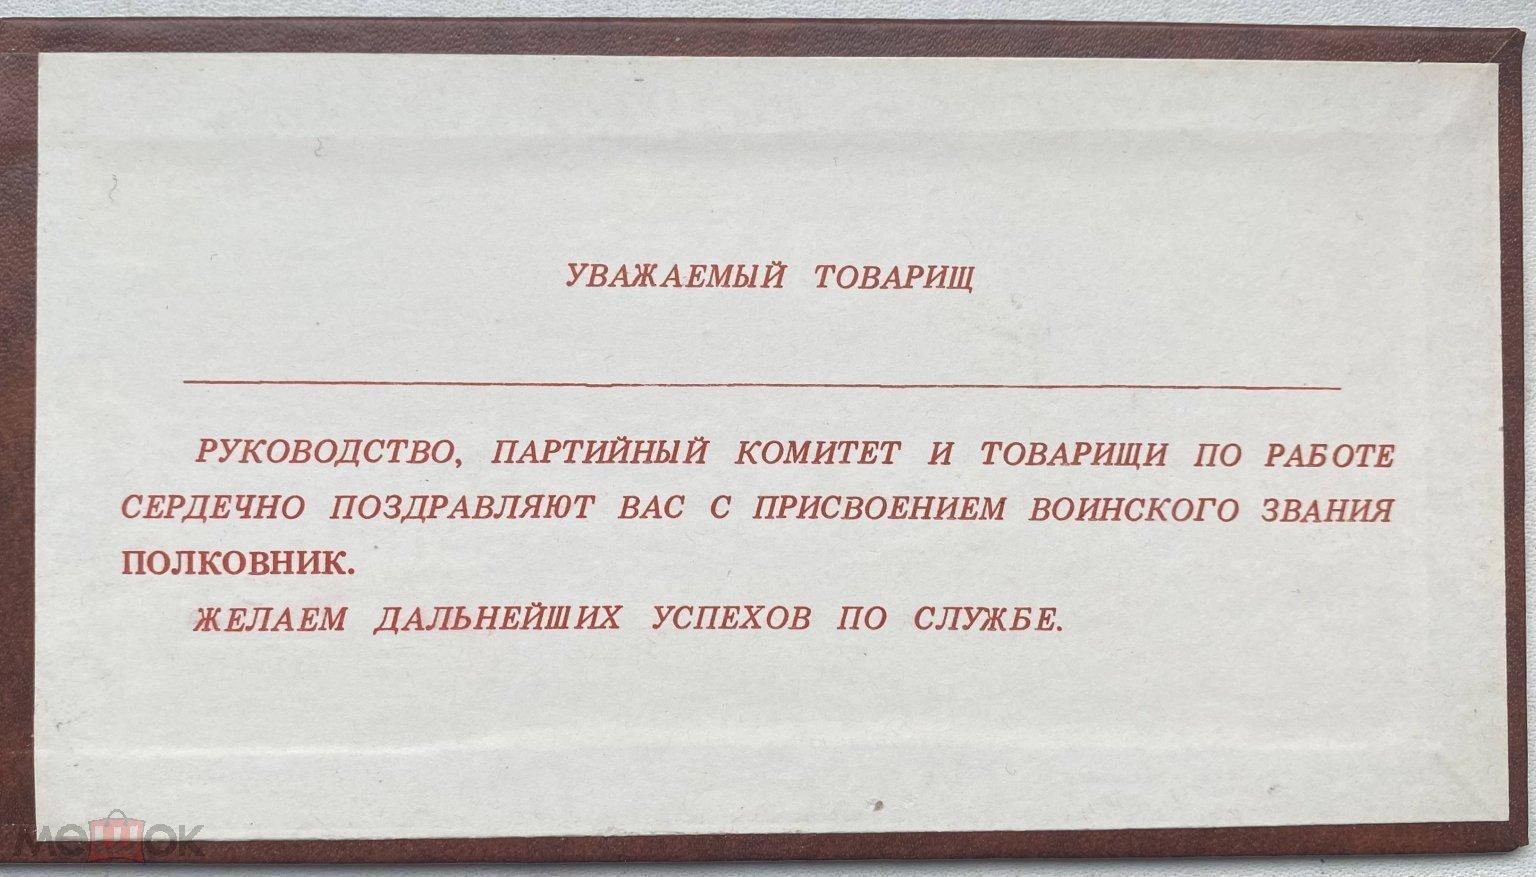 УВАЖАЕМЫЙ ТОВАРИЩ
РУКОВОДСТВО, ПАРТИЙНЫЙ КОМИТЕТ И ТОВАРИЩИ ПО РАБОТЕ
СЕРДЕЧНО ПОЗДРАВЛЯЮТ ВАС С ПРИСВОЕНИЕМ ВОИНСКОГО ЗВАНИЯ
ПОЛКОВНИК.
ЖЕЛАЕМ ДАЛЬНЕЙШИХ УСПЕХОВ ПО СЛУЖБЕ.
мешок